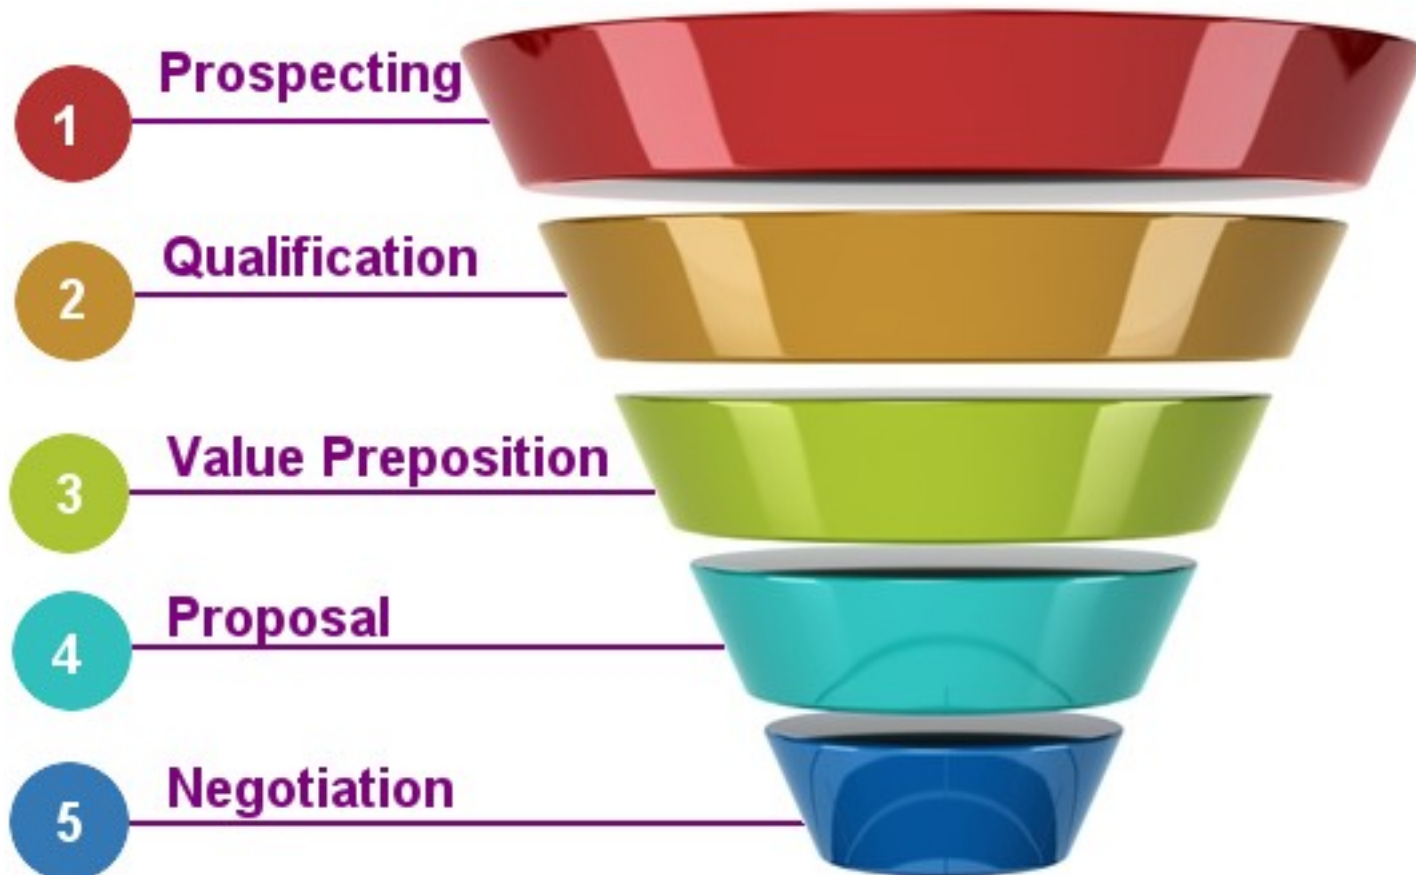 1 Prospecting
2 Qualification
3 Value Preposition
4 Proposal
5 Negotiation